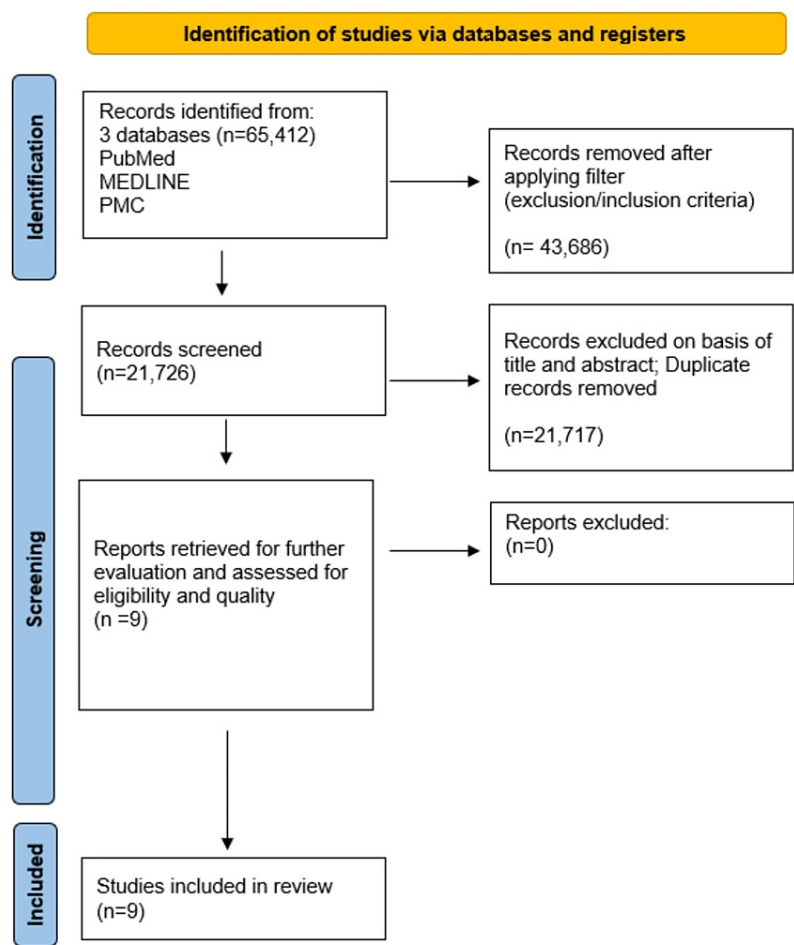 Identification of studies via databases and registers
Identification
Records identified from:
3 databases (n=65,412)
PubMed
MEDLINE
PMC
Records removed after
applying filter
(exclusion/inclusion criteria)
(n= 43,686)
Screening
Records screened
(n=21,726)
Records excluded on basis of
title and abstract; Duplicate
records removed
(n=21,717)
Reports retrieved for further
evaluation and assessed for
eligibility and quality
(n =9)
Reports excluded:
(n=0)
Included
Studies included in review
(n=9)